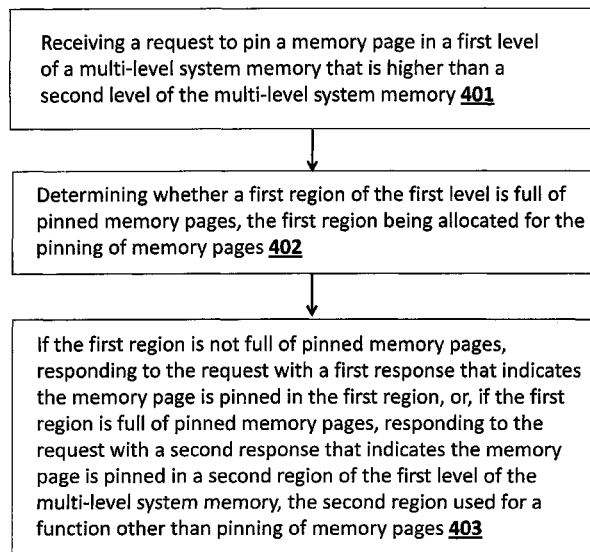 Receiving a request to pin a memory page in a first level
of a multi-level system memory that is higher than a
second level of the multi-level system memory 401
Determining whether a first region of the first level is full of
pinned memory pages, the first region being allocated for the
pinning of memory pages 402
If the first region is not full of pinned memory pages,
responding to the request with a first response that indicates
the memory page is pinned in the first region, or, if the first
region is full of pinned memory pages, responding to the
request with a second response that indicates the memory
page is pinned in a second region of the first level of the
multi-level system memory, the second region used for a
function other than pinning of memory pages 403